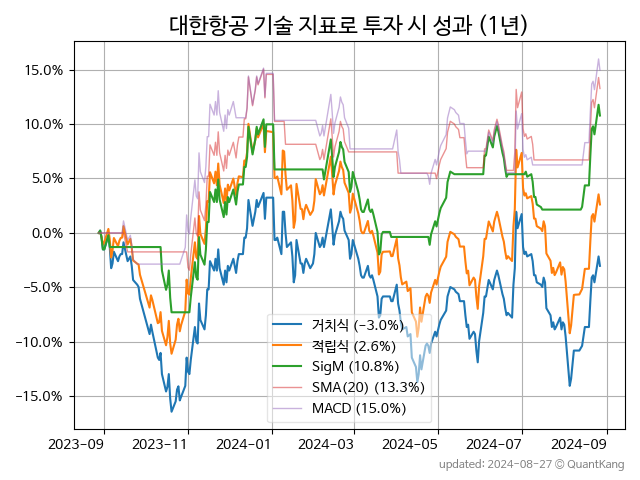 대한항공 기술 지표로 투자 시 성과 (1년)
15.0%
10.0%
5.0%
0.0%
−5.0%
−10.0%
−15.0%
거치식 (−3.0%)
적립식 (2.6%)
SigM (10.8%)
SMA(20) (13.3%)
MACD (15.0%)
2023-09 2023-11 2024-01 2024-03 2024-05 2024-07 2024-09
updated: 2024-08-27 © QuantKang